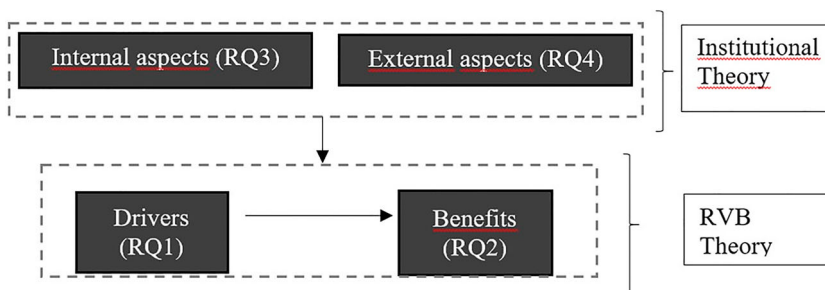 Internal aspects (RQ3)
External aspects (RQ4)
Institutional
Theory
Drivers
(RQ1)
Benefits
(RQ2)
RVB
Theory